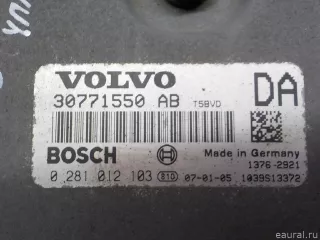 VOLVO
30771550 AB T5BVD DA
BOSCH Made in Germany
1376-2921
0 281 012 103 810 07-01-05 1039S13372
eaural.ru